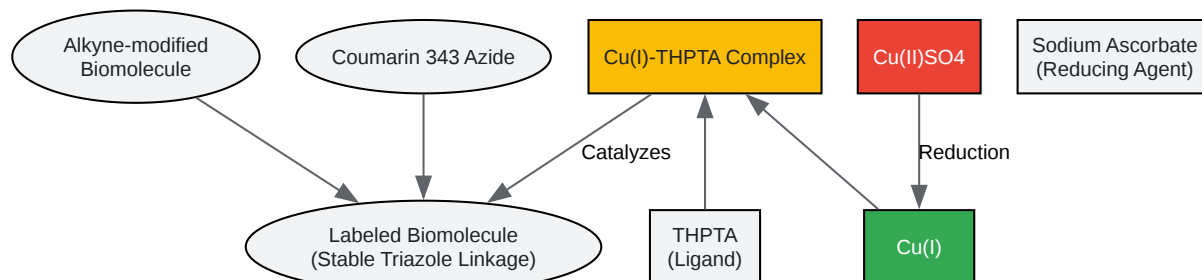 Alkyne-modified
Biomolecule
Coumarin 343 Azide
Cu(I)-THPTA Complex
Cu(II)SO4
Sodium Ascorbate
(Reducing Agent)
Catalyzes
Reduction
Labeled Biomolecule
(Stable Triazole Linkage)
THPTA
(Ligand)
Cu(I)